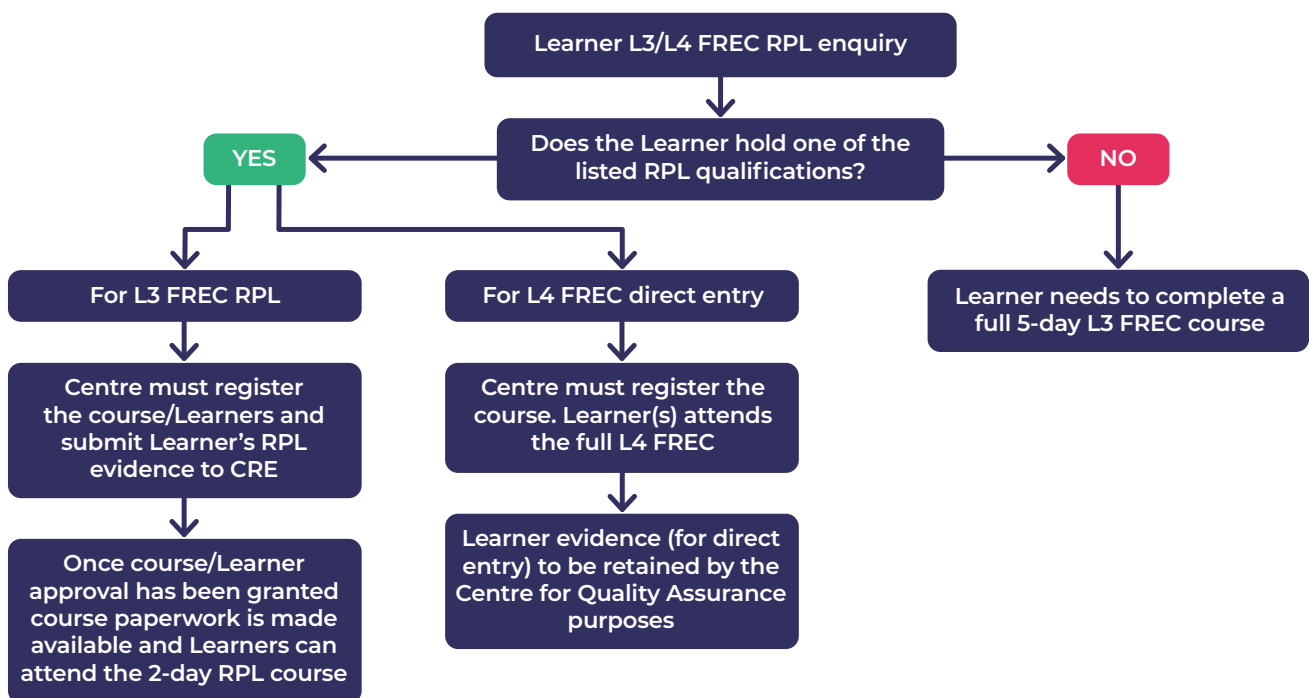 Learner L3/L4 FREC RPL enquiry
Does the Learner hold one of the
listed RPL qualifications?
YES
NO
For L3 FREC RPL
For L4 FREC direct entry
Learner needs to complete a
full 5-day L3 FREC course
Centre must register
the course/Learners and
submit Learner’s RPL
evidence to CRE
Centre must register the
course. Learner(s) attends
the full L4 FREC
Once course/Learner
approval has been granted
course paperwork is made
available and Learners can
attend the 2-day RPL course
Learner evidence (for direct
entry) to be retained by the
Centre for Quality Assurance
purposes